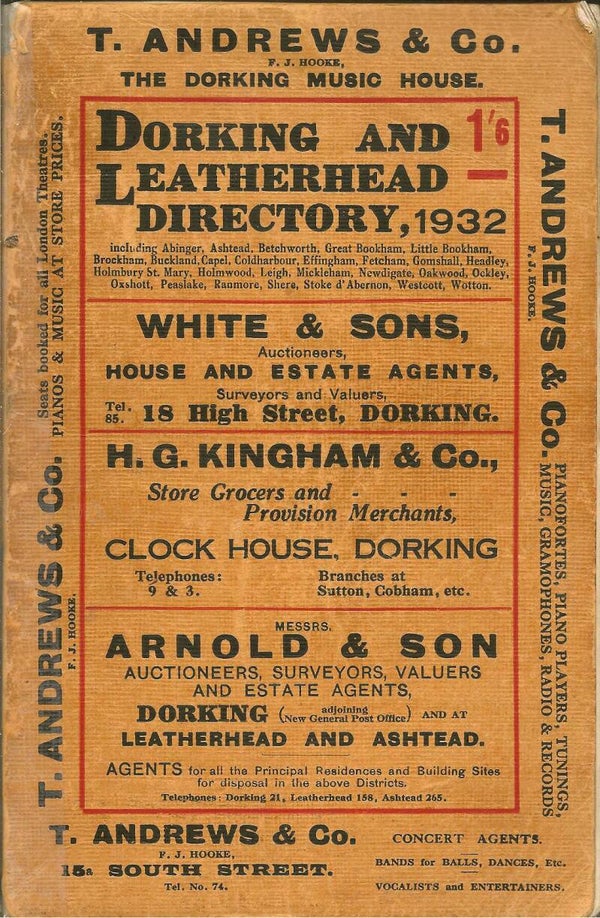 T. ANDREWS & Co.
F. J. HOOKE,
THE DORKING MUSIC HOUSE.
DORKING AND
LEATHERHEAD
DIRECTORY, 1932
1/6
including Abinger, Ashtead, Betchworth, Great Bookham, Little Bookham,
Brockham, Buckland, Capel, Coldharbour, Effingham, Fetcham, Gomshall, Headley,
Holmbury St. Mary, Holmwood, Leigh, Mickleham, Newdigate, Oakwood, Ockley,
Oxshott, Peaslake, Ranmore, Shere, Stoke d'Abernon, Westcott, Wotton.
WHITE & SONS,
Auctioneers,
HOUSE AND ESTATE AGENTS,
Surveyors and Valuers,
Tel. 85. 18 High Street, DORKING.
H. G. KINGHAM & Co.,
Store Grocers and - - -
Provision Merchants,
CLOCK HOUSE, DORKING
Telephones: Branches at
9 & 3. Sutton, Cobham, etc.
MESSRS.
ARNOLD & SON
AUCTIONEERS, SURVEYORS, VALUERS
AND ESTATE AGENTS,
DORKING (adjoining New General Post Office) AND AT
LEATHERHEAD AND ASHTEAD.
AGENTS for all the Principal Residences and Building Sites
for disposal in the above Districts.
Telephones: Dorking 21, Leatherhead 158, Ashtead 265.
T. ANDREWS & Co.
F. J. HOOKE.
Seats booked for all London Theatres.
PIANOS & MUSIC AT STORE PRICES.
T. ANDREWS & Co.
F. J. HOOKE.
PIANOFORTES, PIANO PLAYERS, TUNINGS,
MUSIC, GRAMOPHONES, RADIO & RECORDS
T. ANDREWS & Co.
F. J. HOOKE,
15a SOUTH STREET.
Tel. No. 74.
CONCERT AGENTS.
BANDS for BALLS, DANCES, Etc.
VOCALISTS and ENTERTAINERS.